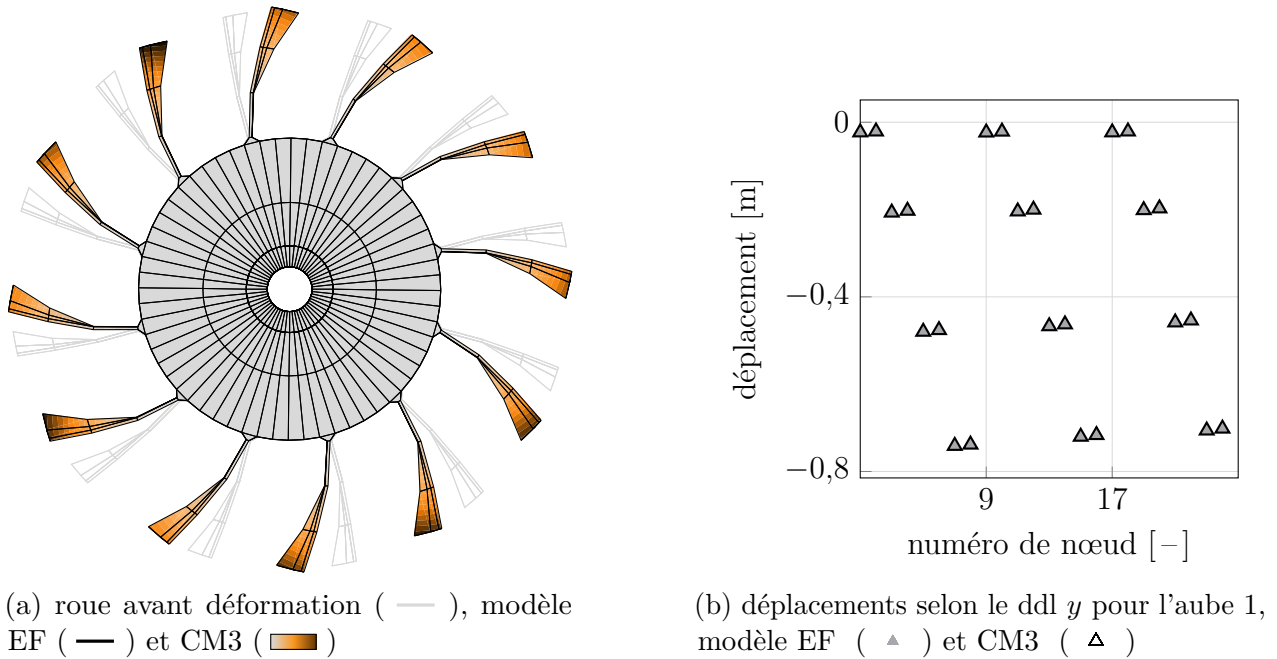 0
−0,4
−0,8
déplacement [m]
9
17
numéro de nœud [–]
(a) roue avant déformation ( ), modèle
EF ( ) et CM3 ( )
(b) déplacements selon le ddl y pour l'aube 1,
modèle EF ( ) et CM3 ( )